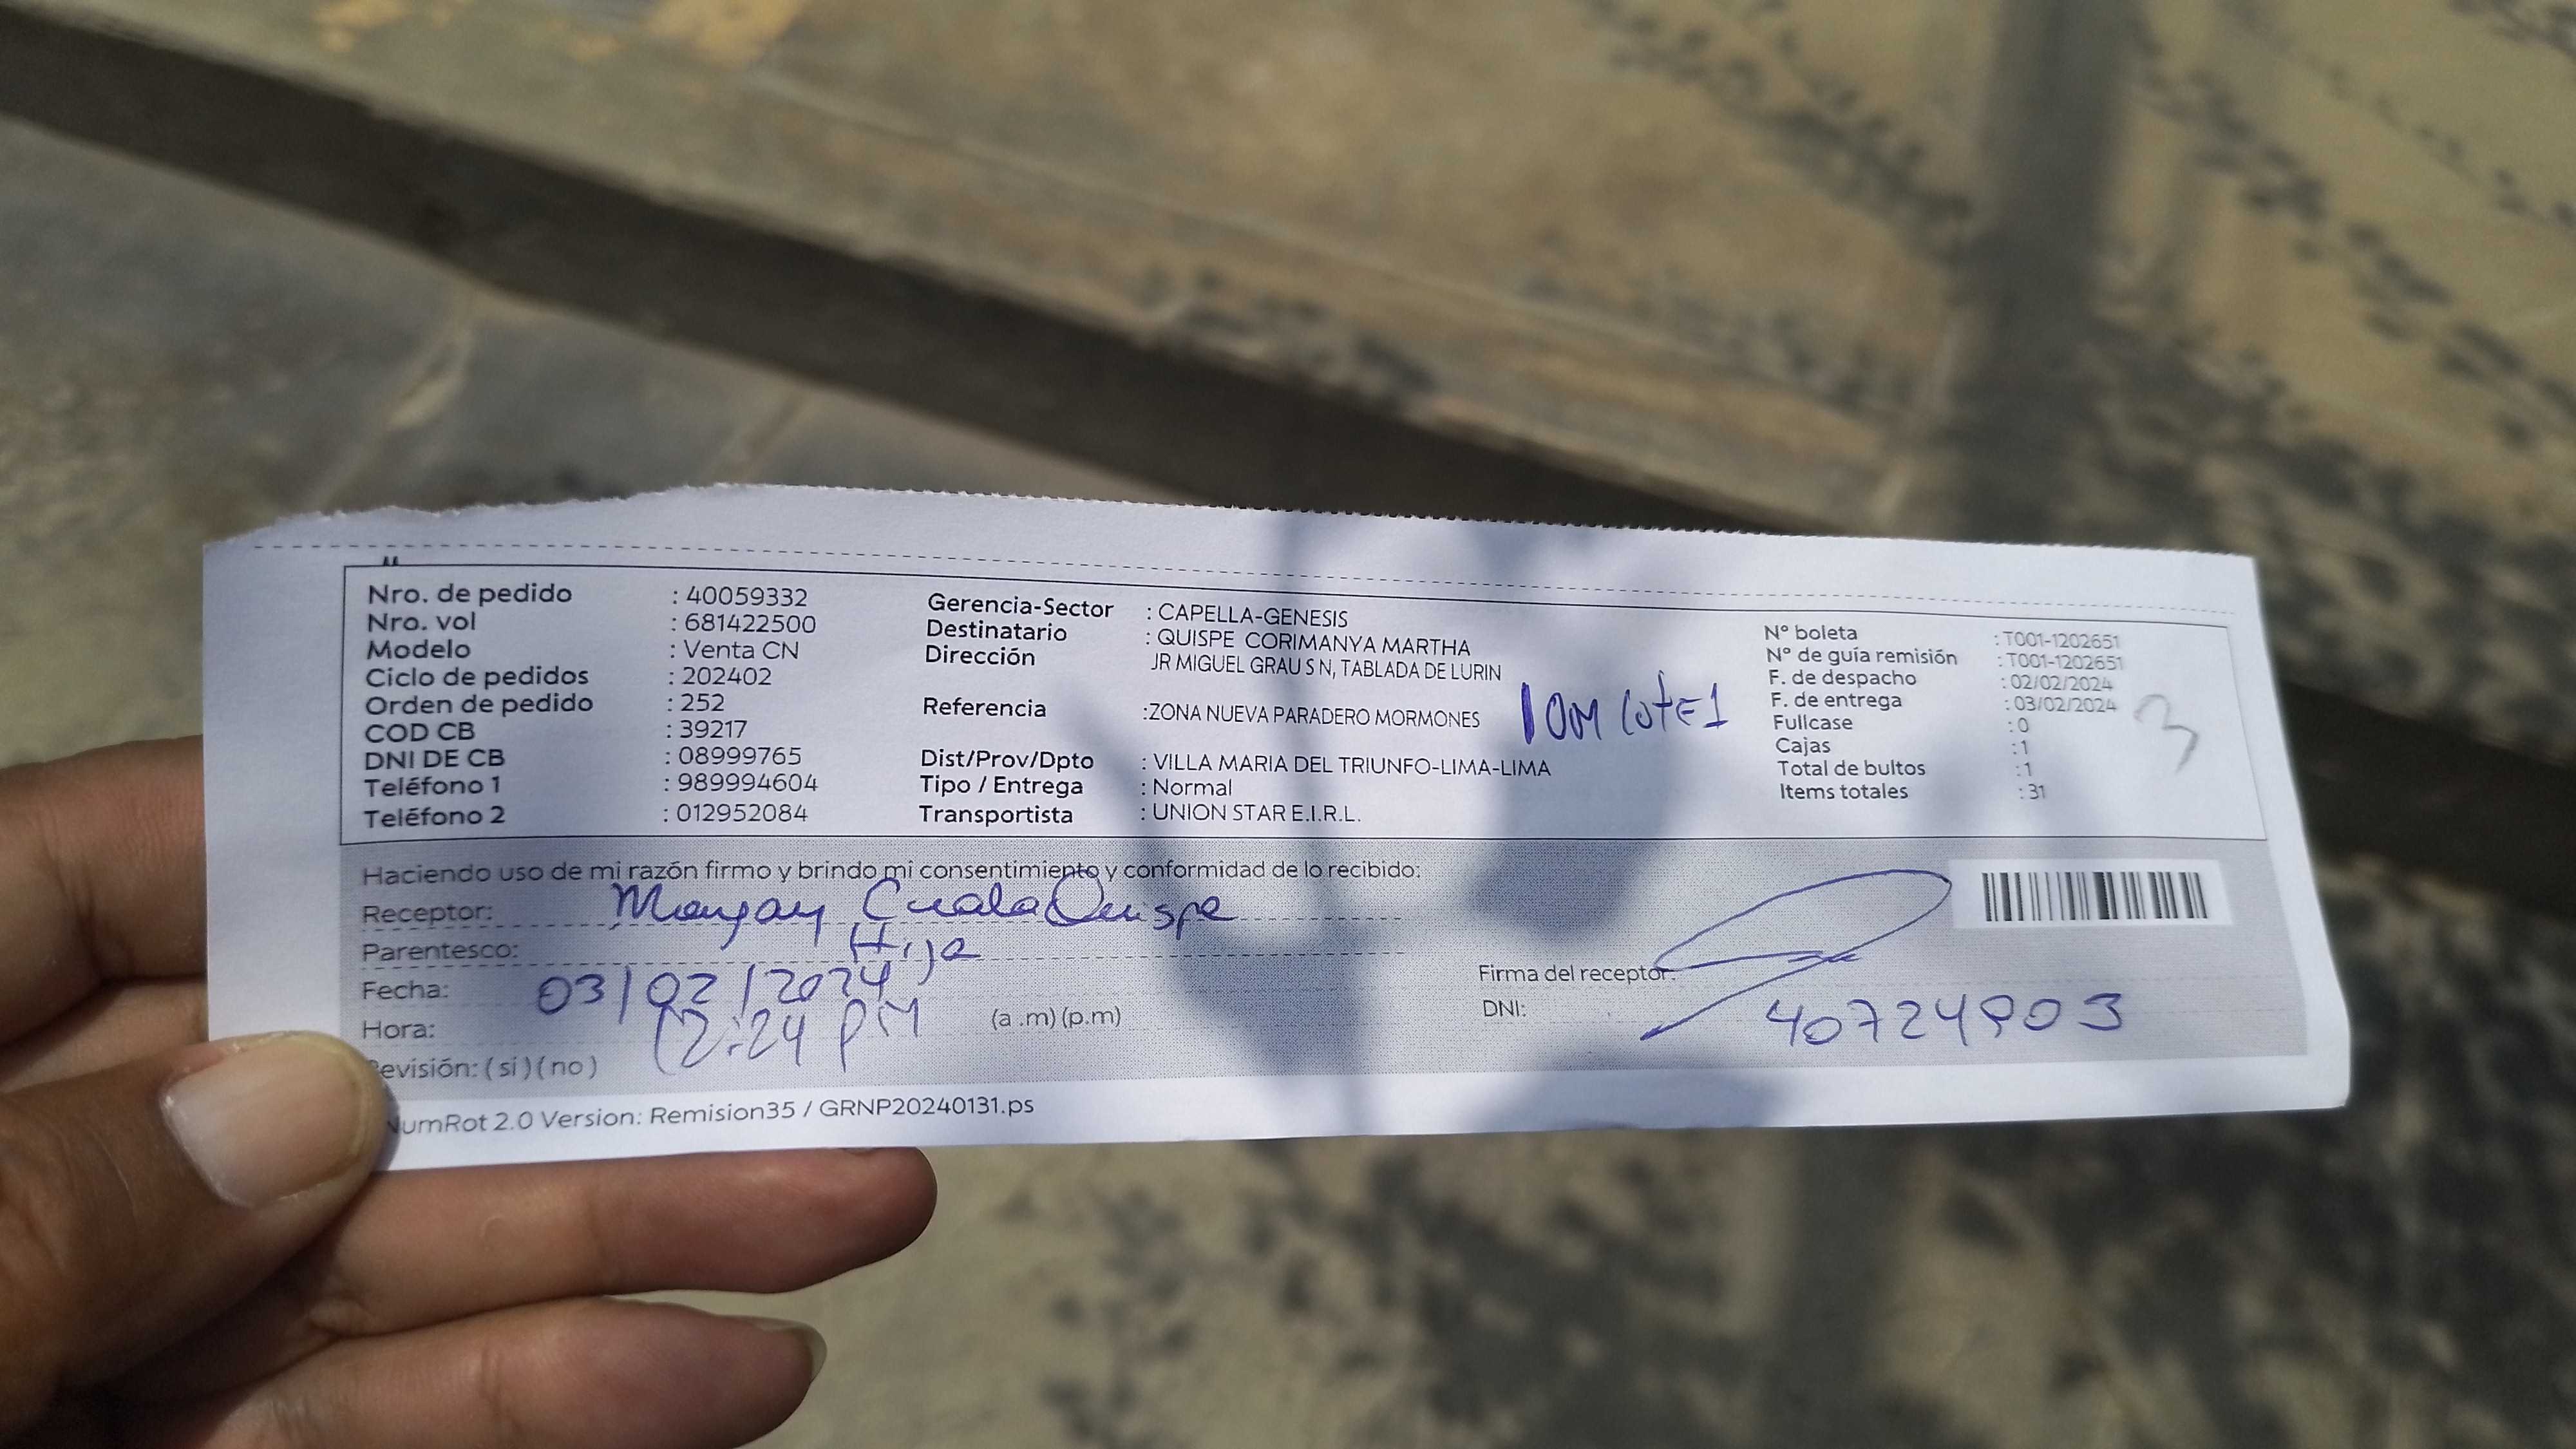 Nro. de pedido : 40059332
Nro. vol : 681422500
Modelo : Venta CN
Ciclo de pedidos : 202402
Orden de pedido : 252
COD CB : 39217
DNI DE CB : 08999765
Teléfono 1 : 989994604
Teléfono 2 : 012952084
Gerencia-Sector : CAPELLA-GENESIS
Destinatario : QUISPE CORIMANYA MARTHA
Dirección JR MIGUEL GRAU S N, TABLADA DE LURIN
Referencia :ZONA NUEVA PARADERO MORMONES
Dist/Prov/Dpto : VILLA MARIA DEL TRIUNFO-LIMA-LIMA
Tipo / Entrega : Normal
Transportista : UNION STAR E.I.R.L.
N° boleta : T001-1202651
N° de guía remisión : T001-1202651
F. de despacho : 02/02/2024
F. de entrega : 03/02/2024
Fullcase : 0
Cajas : 1
Total de bultos : 1
Items totales : 31
3
Haciendo uso de mi razón firmo y brindo mi consentimiento y conformidad de lo recibido:
Receptor: Quispe
Parentesco: Hija
Fecha: 03/02/2024
Hora: 12:24 PM (a .m) (p.m)
evisión: ( si ) ( no )
Firma del receptor:
DNI: 40724903
umRot 2.0 Version: Remision35 / GRNP20240131.ps